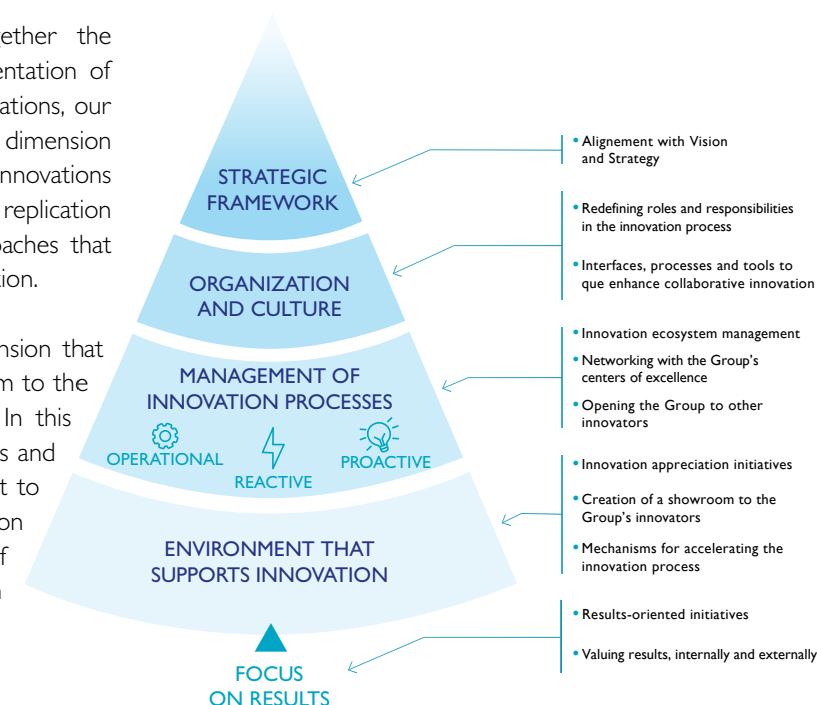 gether the
entation of
ations, our
dimension
nnovations
replication
oaches that
tion.
nsion that
m to the
In this
s and
t to
on
f
STRATEGIC
FRAMEWORK
• Alignement with Vision
and Strategy
ORGANIZATION
AND CULTURE
• Redefining roles and responsibilities
in the innovation process
• Interfaces, processes and tools to
que enhance collaborative innovation
MANAGEMENT OF
INNOVATION PROCESSES
OPERATIONAL
REACTIVE
PROACTIVE
• Innovation ecosystem management
• Networking with the Group's
centers of excellence
• Opening the Group to other
innovators
ENVIRONMENT THAT
SUPPORTS INNOVATION
• Innovation appreciation initiatives
• Creation of a showroom to the
Group's innovators
• Mechanisms for accelerating the
innovation process
FOCUS
ON RESULTS
• Results-oriented initiatives
• Valuing results, internally and externally